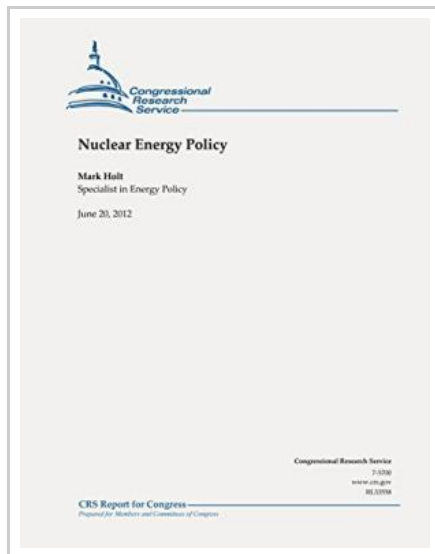 Congressional
Research
Service
Nuclear Energy Policy
Mark Holt
Specialist in Energy Policy
June 20, 2012
Congressional Research Service
7-5700
www.crs.gov
RL33558
CRS Report for Congress
Prepared for Members and Committees of Congress